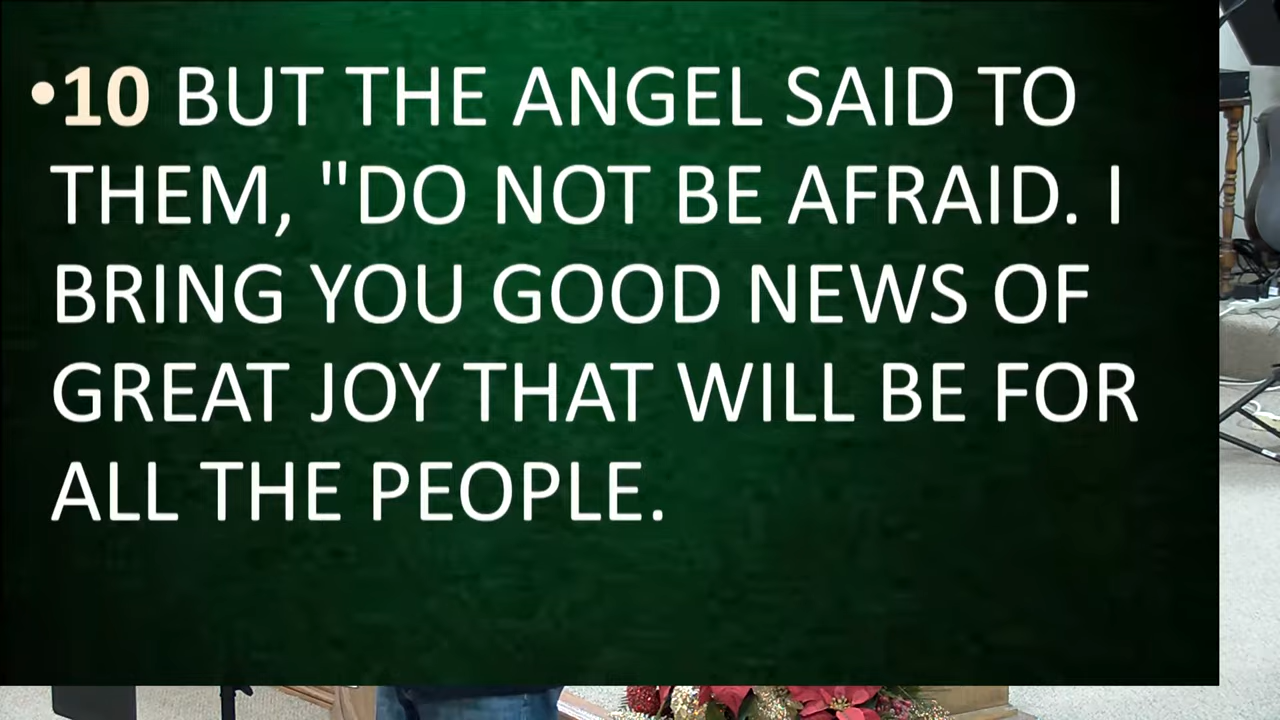 •10 BUT THE ANGEL SAID TO
THEM, "DO NOT BE AFRAID. I
BRING YOU GOOD NEWS OF
GREAT JOY THAT WILL BE FOR
ALL THE PEOPLE.